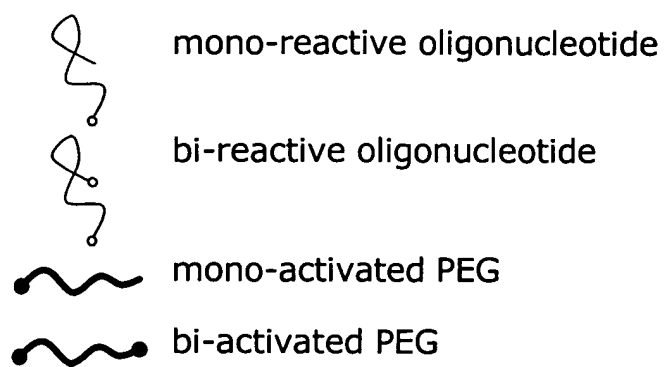 mono-reactive oligonucleotide
bi-reactive oligonucleotide
mono-activated PEG
bi-activated PEG